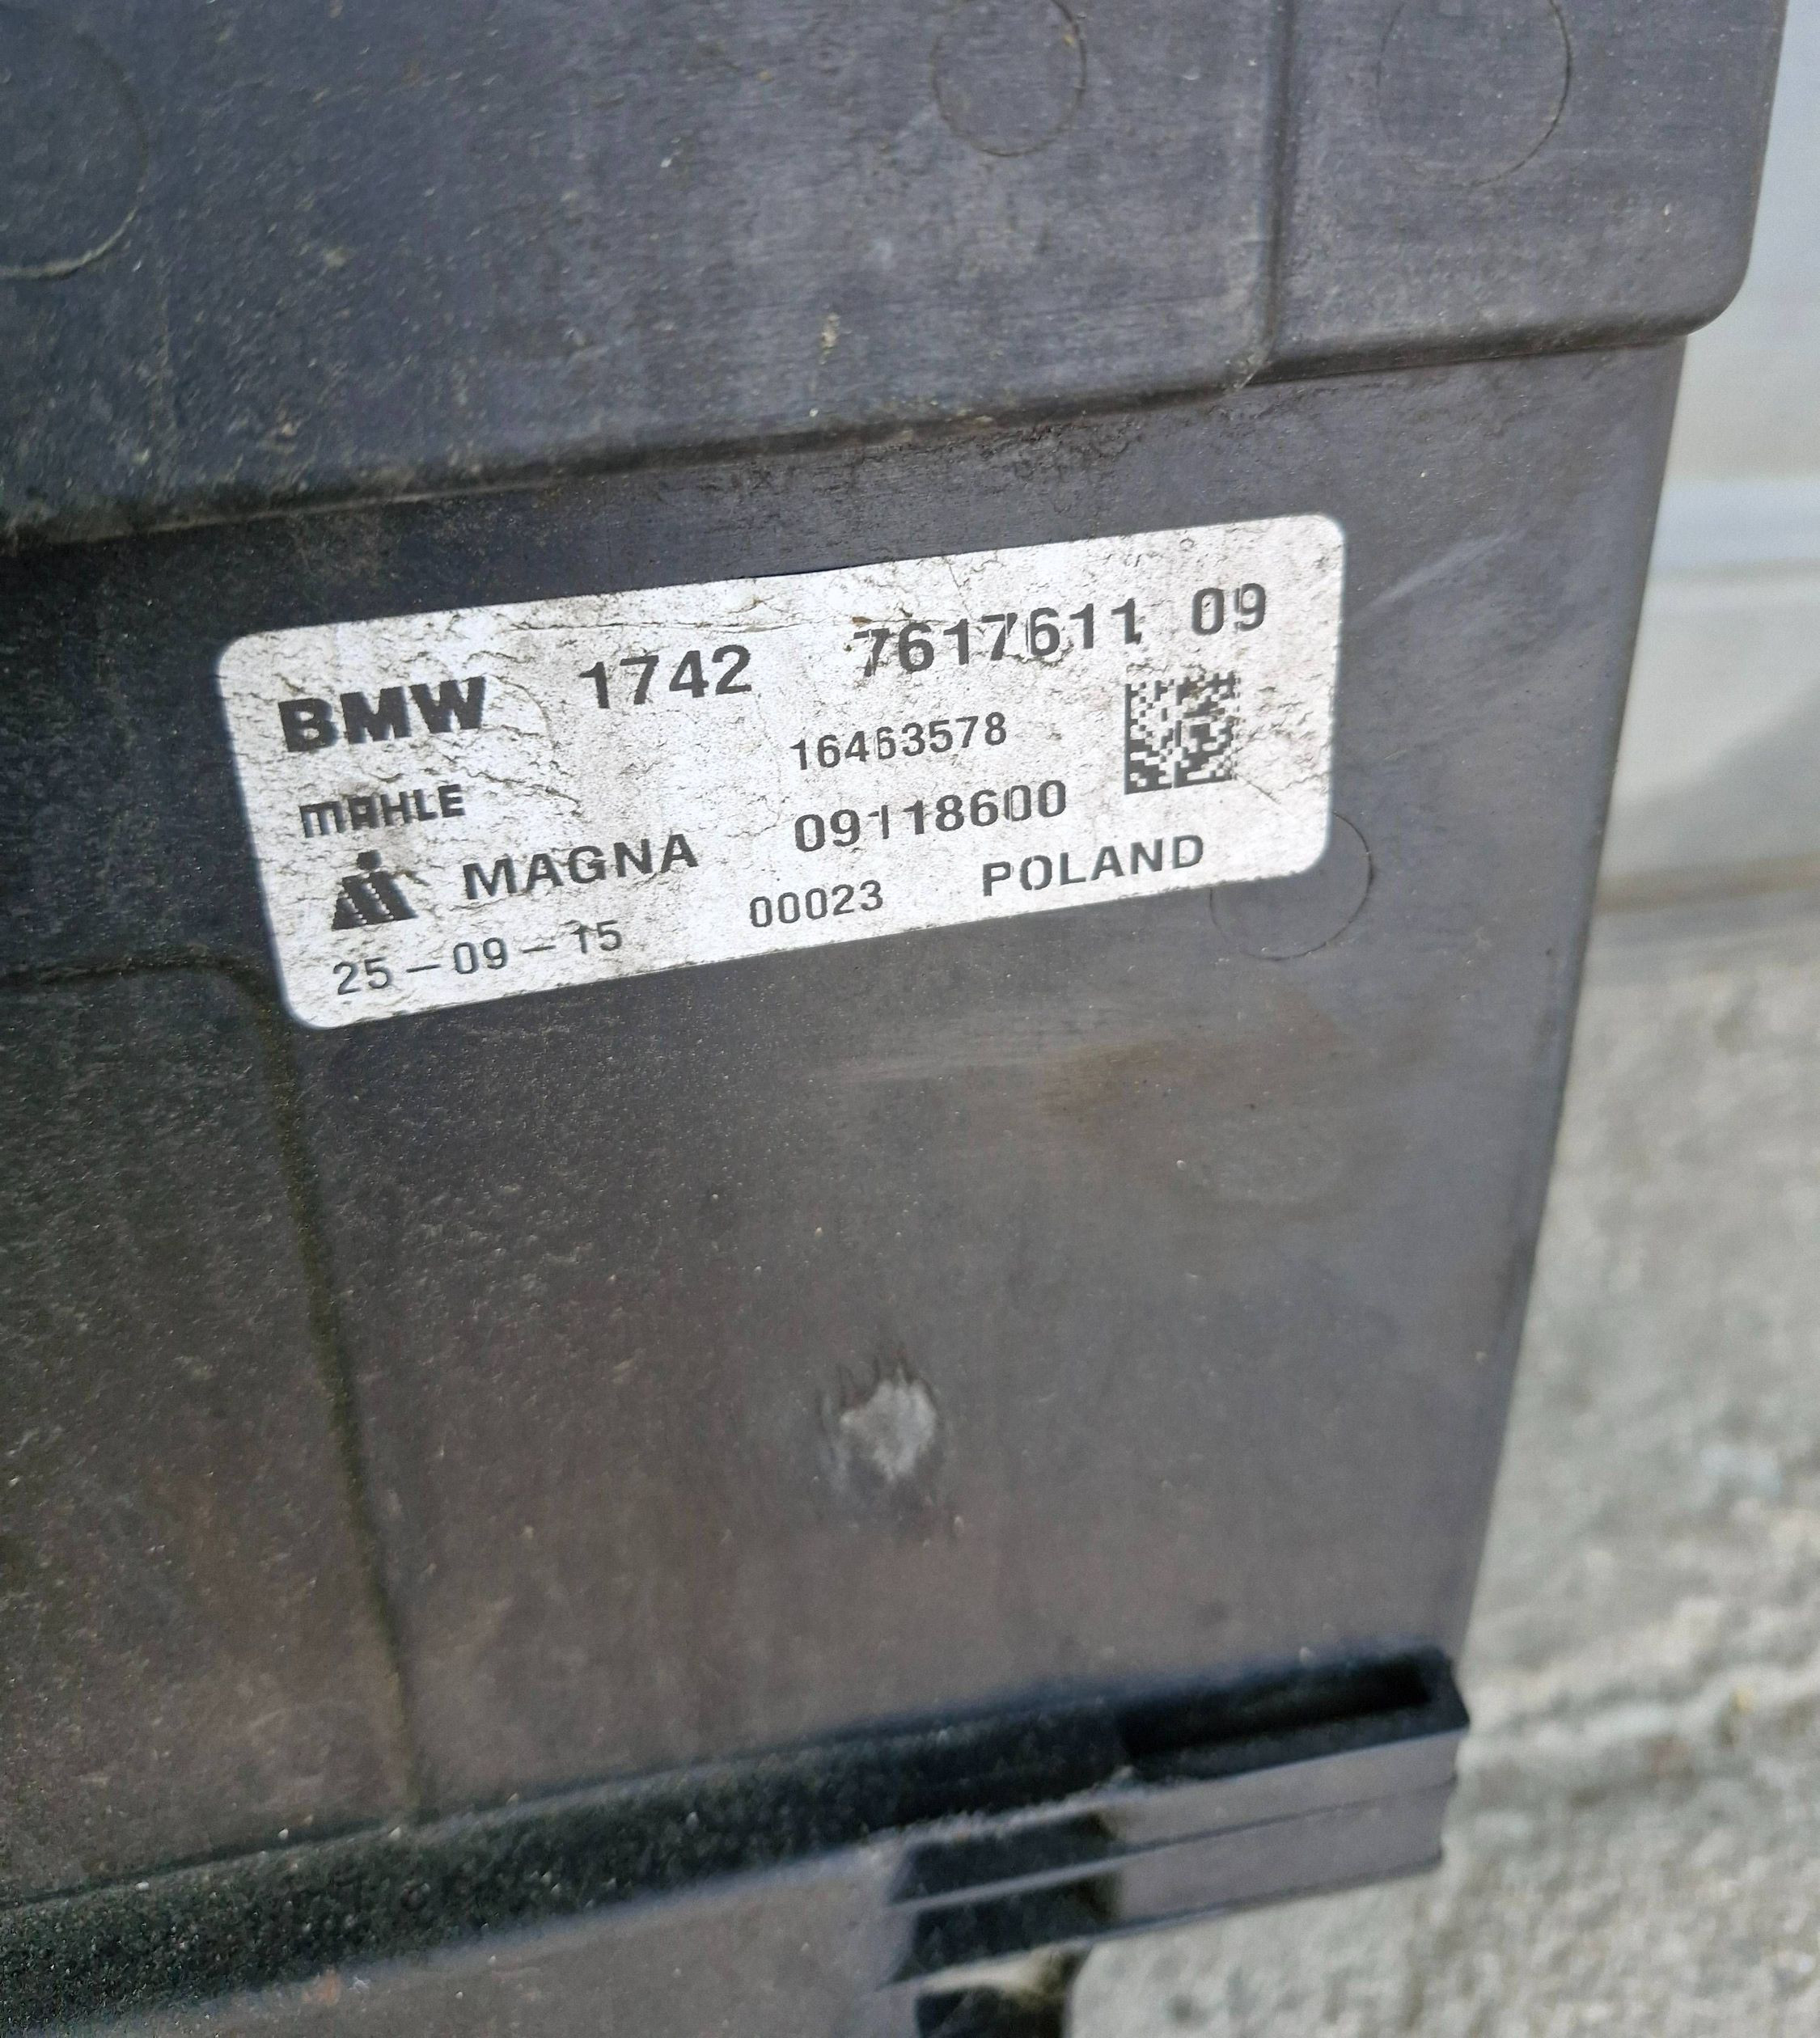 BMW 1742 7617611 09
MAHLE 16463578
MAGNA 09118600
25-09-15 00023 POLAND